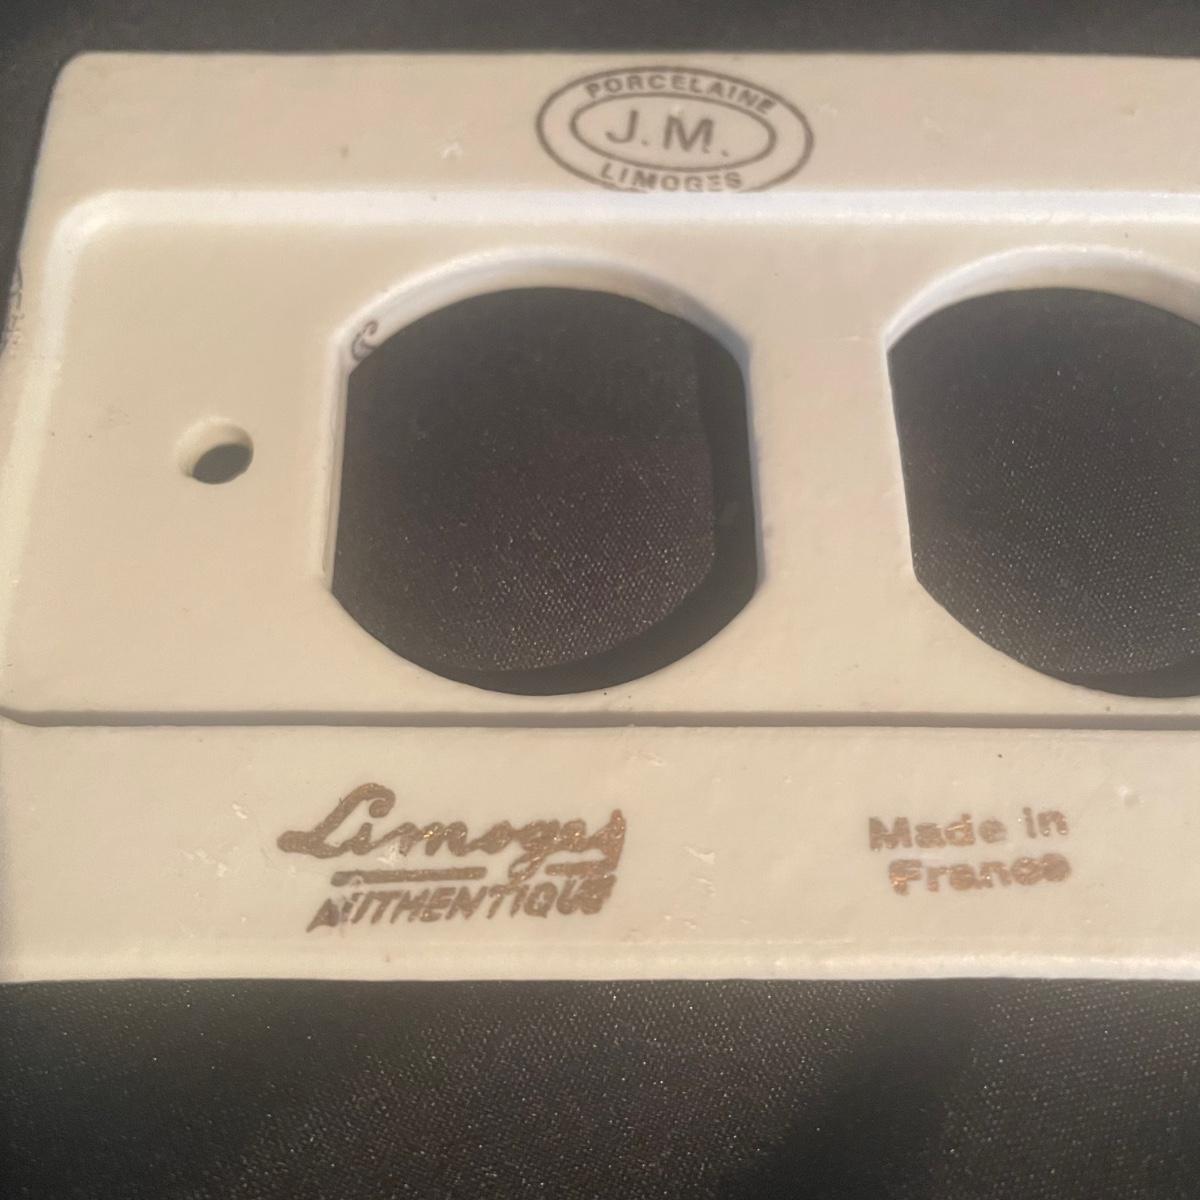 PORCELAINE
J.M.
LIMOGES
Limoges
AUTHENTIQUE
Made in
France